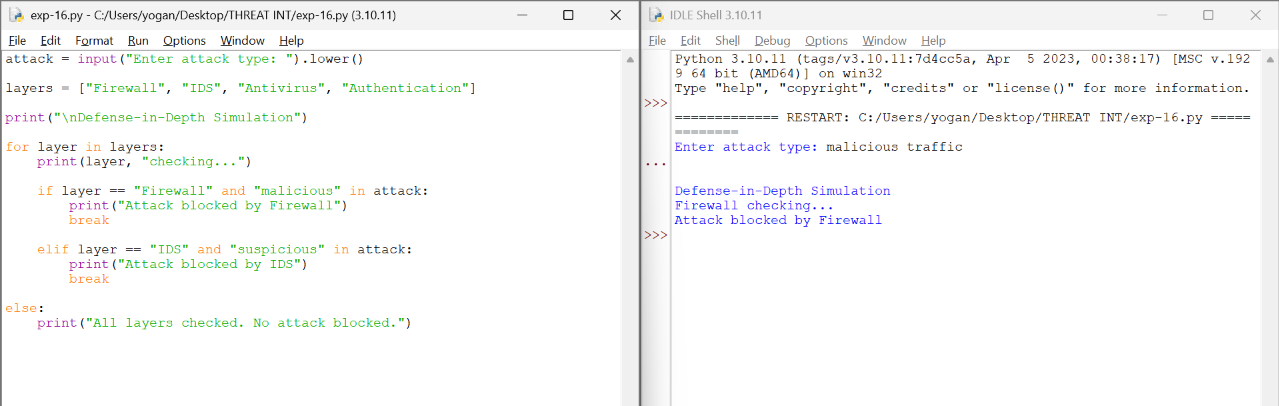 exp-16.py - C:/Users/yogan/Desktop/THREAT INT/exp-16.py (3.10.11)
File Edit Format Run Options Window Help
attack = input("Enter attack type: ").lower()
layers = ["Firewall", "IDS", "Antivirus", "Authentication"]
print("\nDefense-in-Depth Simulation")
for layer in layers:
    print(layer, "checking...")
    if layer == "Firewall" and "malicious" in attack:
        print("Attack blocked by Firewall")
        break
    elif layer == "IDS" and "suspicious" in attack:
        print("Attack blocked by IDS")
        break
else:
    print("All layers checked. No attack blocked.")
IDLE Shell 3.10.11
File Edit Shell Debug Options Window Help
Python 3.10.11 (tags/v3.10.11:7d4cc5a, Apr  5 2023, 00:38:17) [MSC v.192
9 64 bit (AMD64)] on win32
Type "help", "copyright", "credits" or "license()" for more information.
>>>
============= RESTART: C:/Users/yogan/Desktop/THREAT INT/exp-16.py =====
========
Enter attack type: malicious traffic
...
Defense-in-Depth Simulation
Firewall checking...
Attack blocked by Firewall
>>>